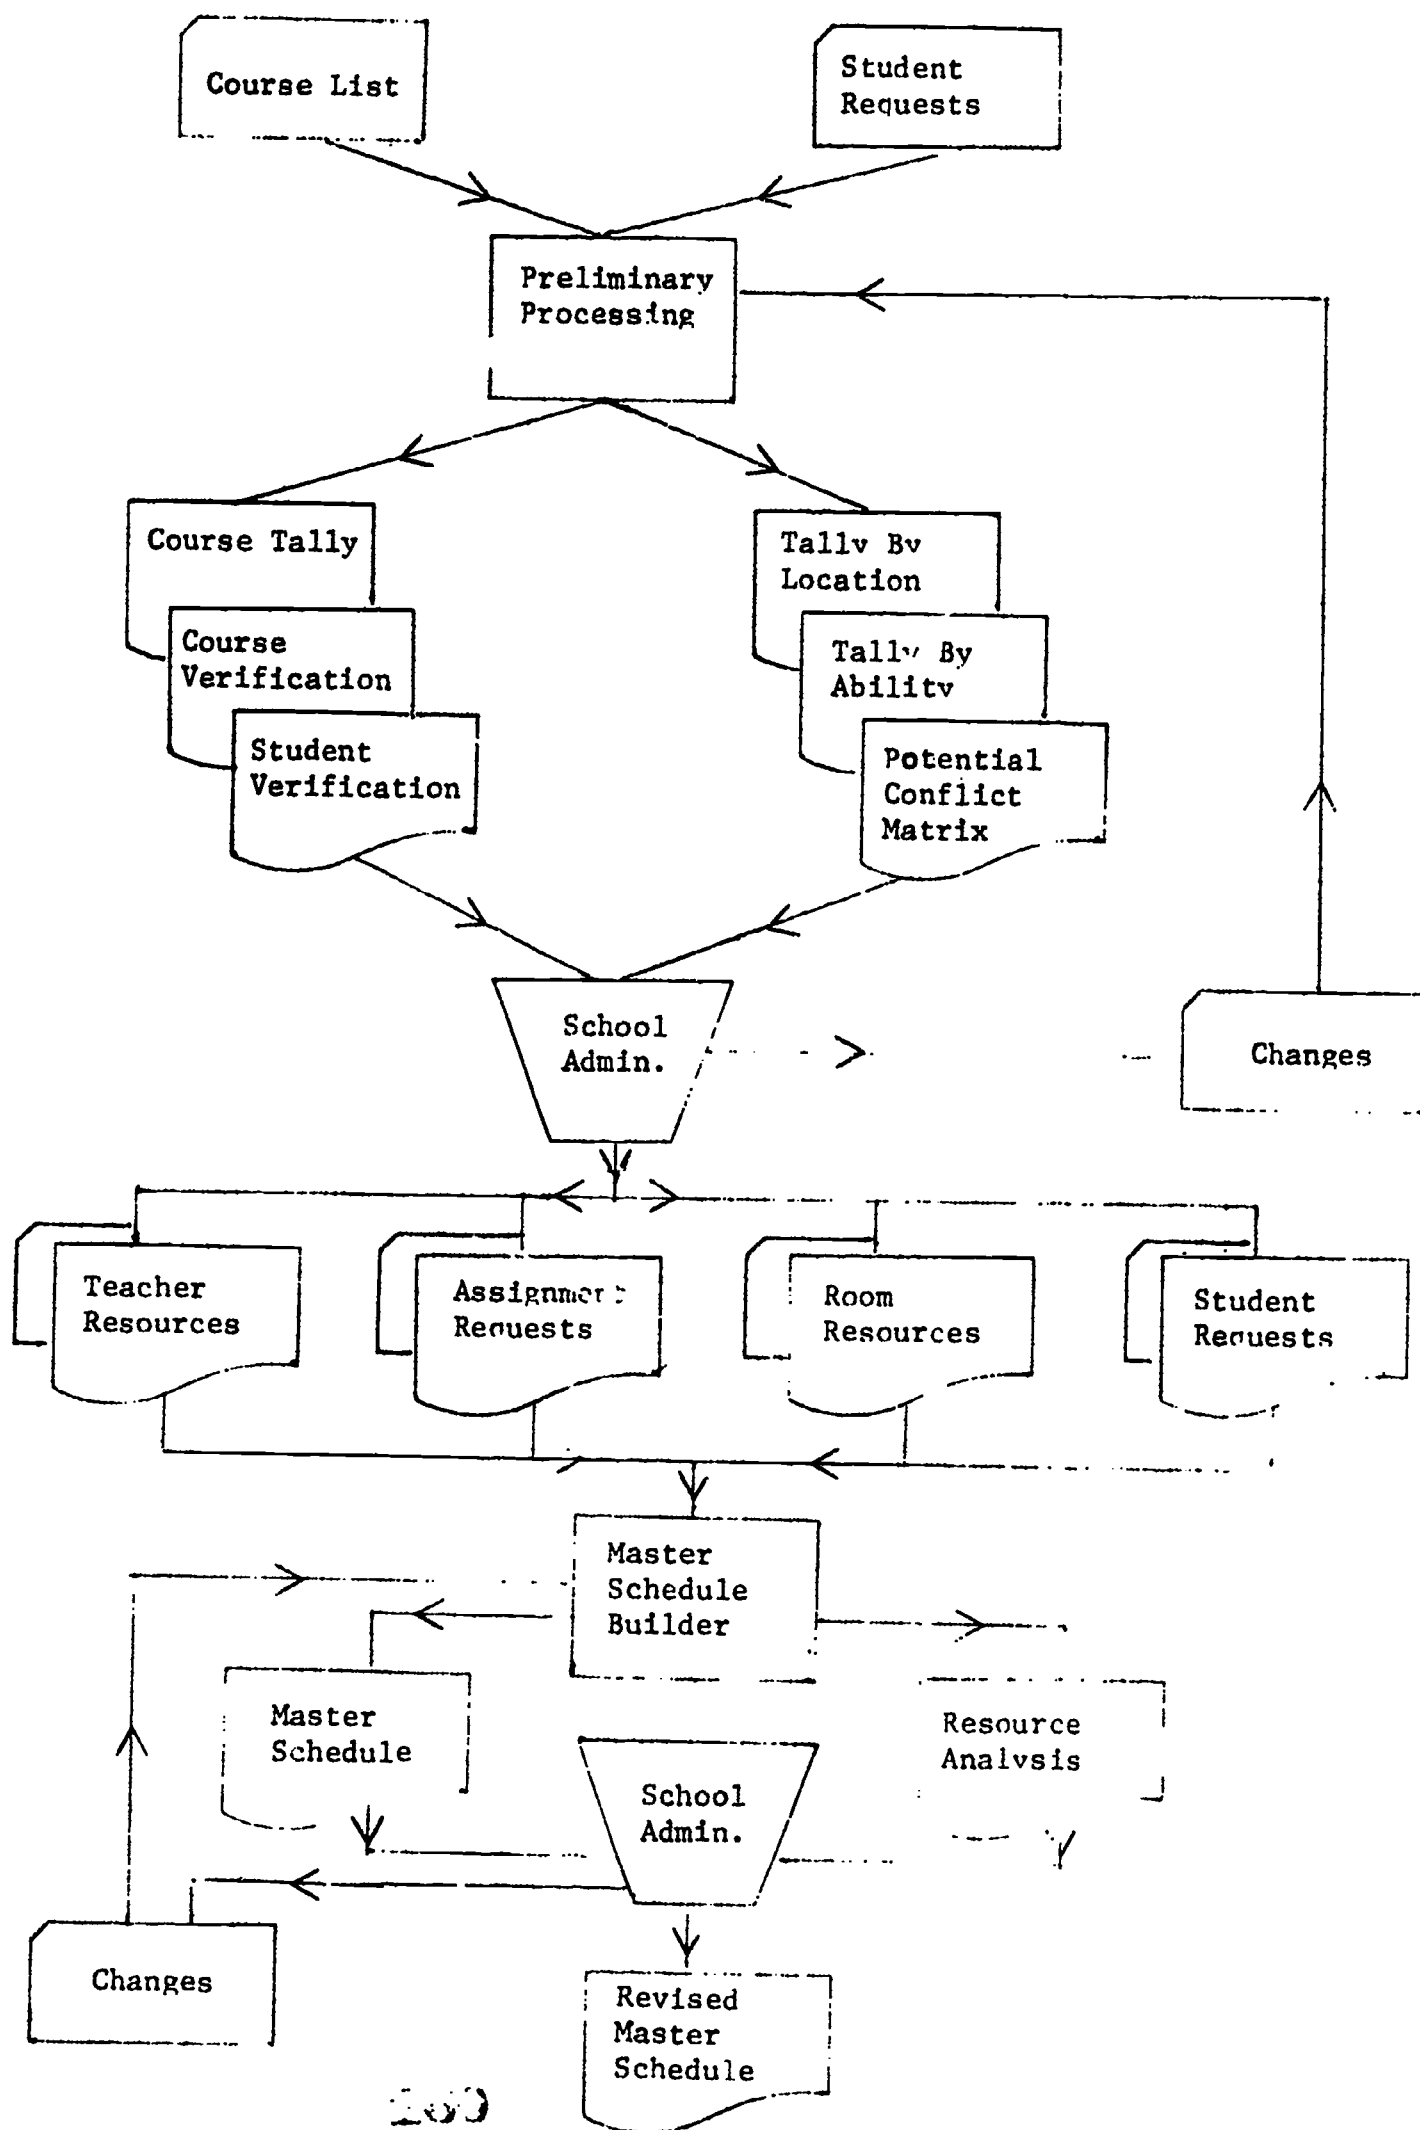 Course List
Student
Requests
Preliminary
Processing
Course Tally
Course
Verification
Student
Verification
Tally By
Location
Tally By
Ability
Potential
Conflict
Matrix
School
Admin.
Changes
Teacher
Resources
Assignment
Requests
Room
Resources
Student
Requests
Master
Schedule
Builder
Master
Schedule
School
Admin.
Resource
Analysis
Changes
Revised
Master
Schedule